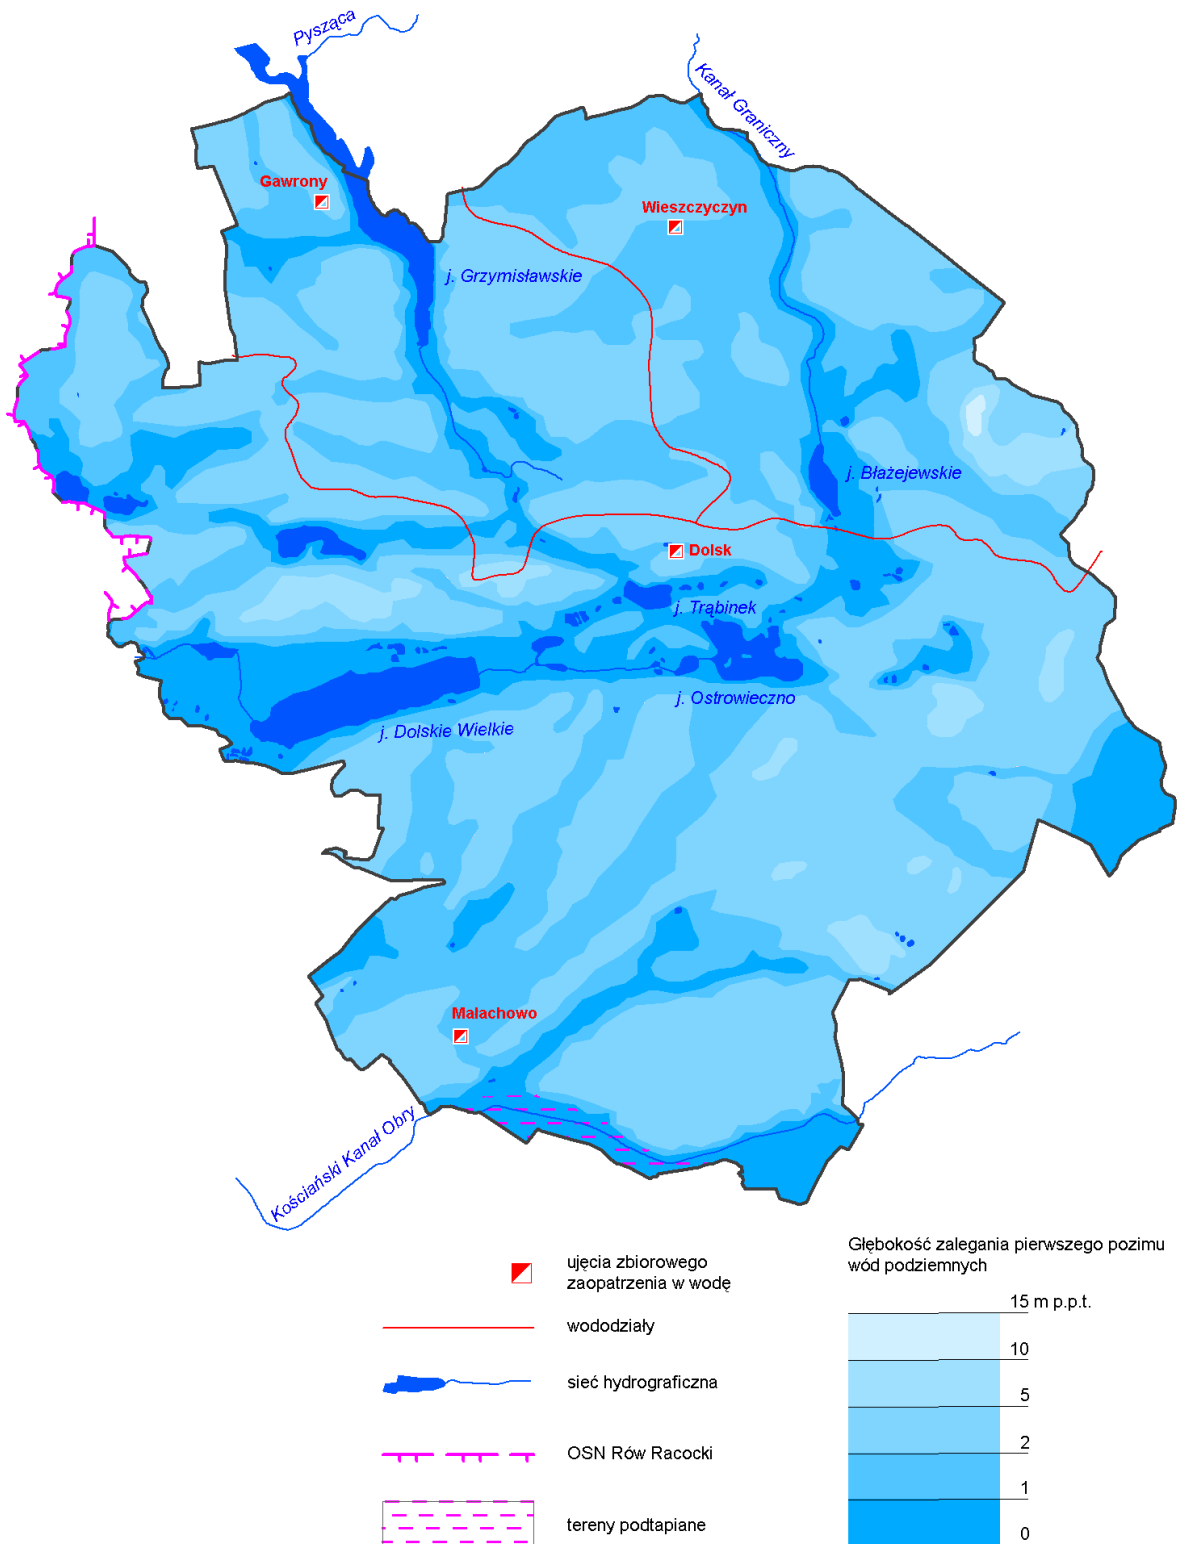 Pysząca
Kanał Graniczny
Gawrony
Wieszczyczyn
j. Grzymisławskie
j. Błażejewskie
Dolsk
j. Trąbinek
j. Ostrowieczno
j. Dolskie Wielkie
Małachowo
Kościański Kanał Obry
ujęcia zbiorowego
zaopatrzenia w wodę
wododziały
sieć hydrograficzna
OSN Rów Racocki
tereny podtapiane
Głębokość zalegania pierwszego pozimu
wód podziemnych
15 m p.p.t.
10
5
2
1
0